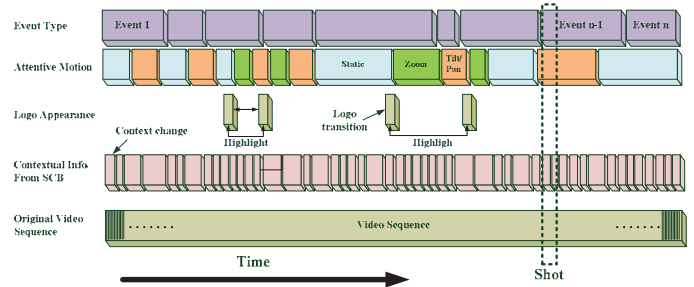 Event Type
Event 1
Event n-1
Event n
Attentive Motion
Static
Zoom
Tilt/
Pan
Logo Appearance
Logo
transition
Context change
Highlight
Highligh
Contextual Info.
From SCB
Original Video
Sequence
. . . . . . .
Video Sequence
. . . . . . .
Time
Shot